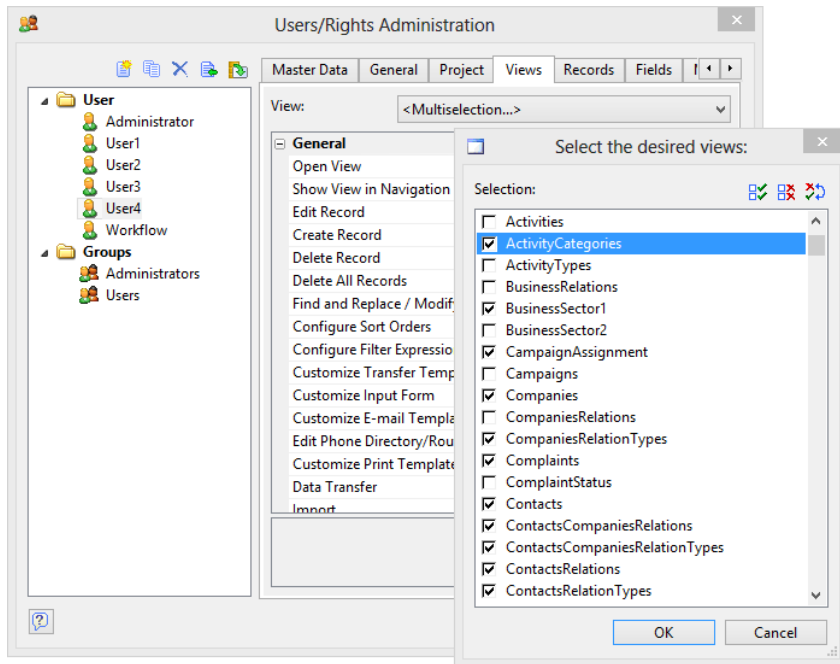 Users/Rights Administration
Master Data General Project Views Records Fields
User
Administrator
User1
User2
User3
User4
Workflow
Groups
Administrators
Users
View: <Multiselection...>
General
Open View
Show View in Navigation
Edit Record
Create Record
Delete Record
Delete All Records
Find and Replace / Modif
Configure Sort Orders
Configure Filter Expressio
Customize Transfer Temp
Customize Input Form
Customize E-mail Templa
Edit Phone Directory/Rou
Customize Print Template
Data Transfer
Import
Select the desired views:
Selection:
Activities
ActivityCategories
ActivityTypes
BusinessRelations
BusinessSector1
BusinessSector2
CampaignAssignment
Campaigns
Companies
CompaniesRelations
CompaniesRelationTypes
Complaints
ComplaintStatus
Contacts
ContactsCompaniesRelations
ContactsCompaniesRelationTypes
ContactsRelations
ContactsRelationTypes
OK Cancel